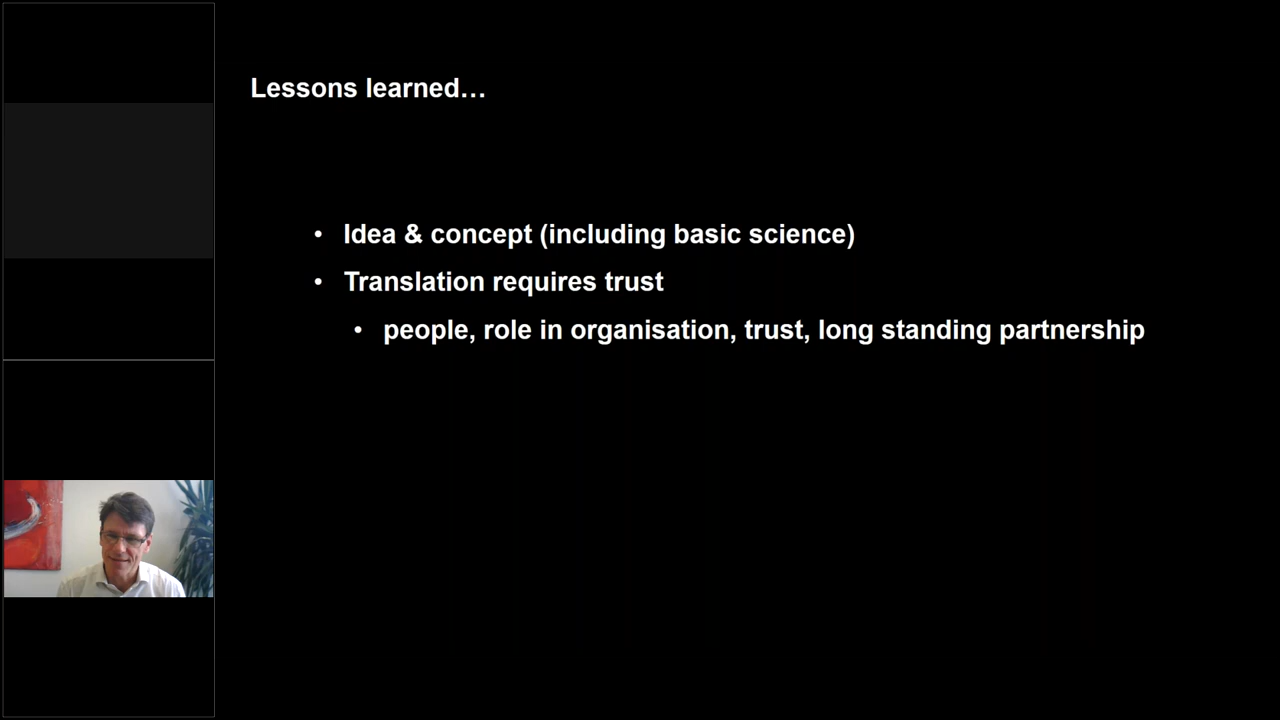 Lessons learned…
• Idea & concept (including basic science)
• Translation requires trust
• people, role in organisation, trust, long standing partnership